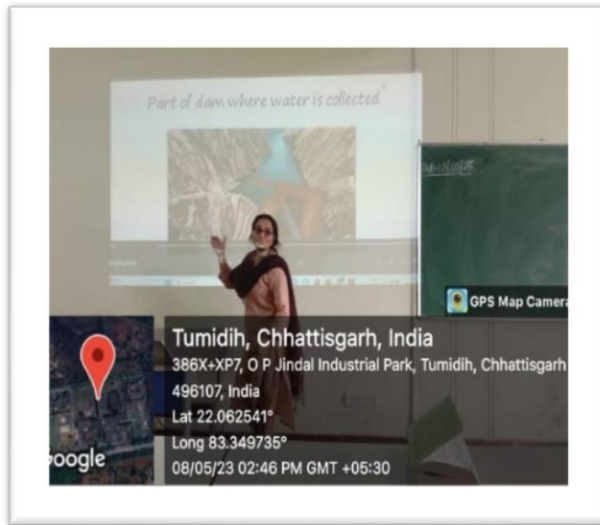 Part of dam where water is collected
GPS Map Camera
Tumidih, Chhattisgarh, India
386X+XP7, O P Jindal Industrial Park, Tumidih, Chhattisgarh
496107, India
Lat 22.062541°
Long 83.349735°
08/05/23 02:46 PM GMT +05:30
Google